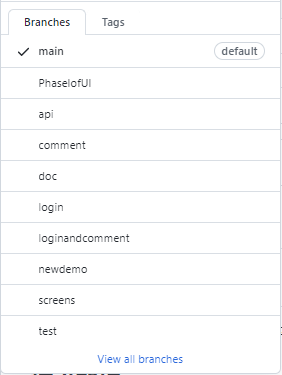 Branches Tags
main default
PhaseIofUI
api
comment
doc
login
loginandcomment
newdemo
screens
test
View all branches